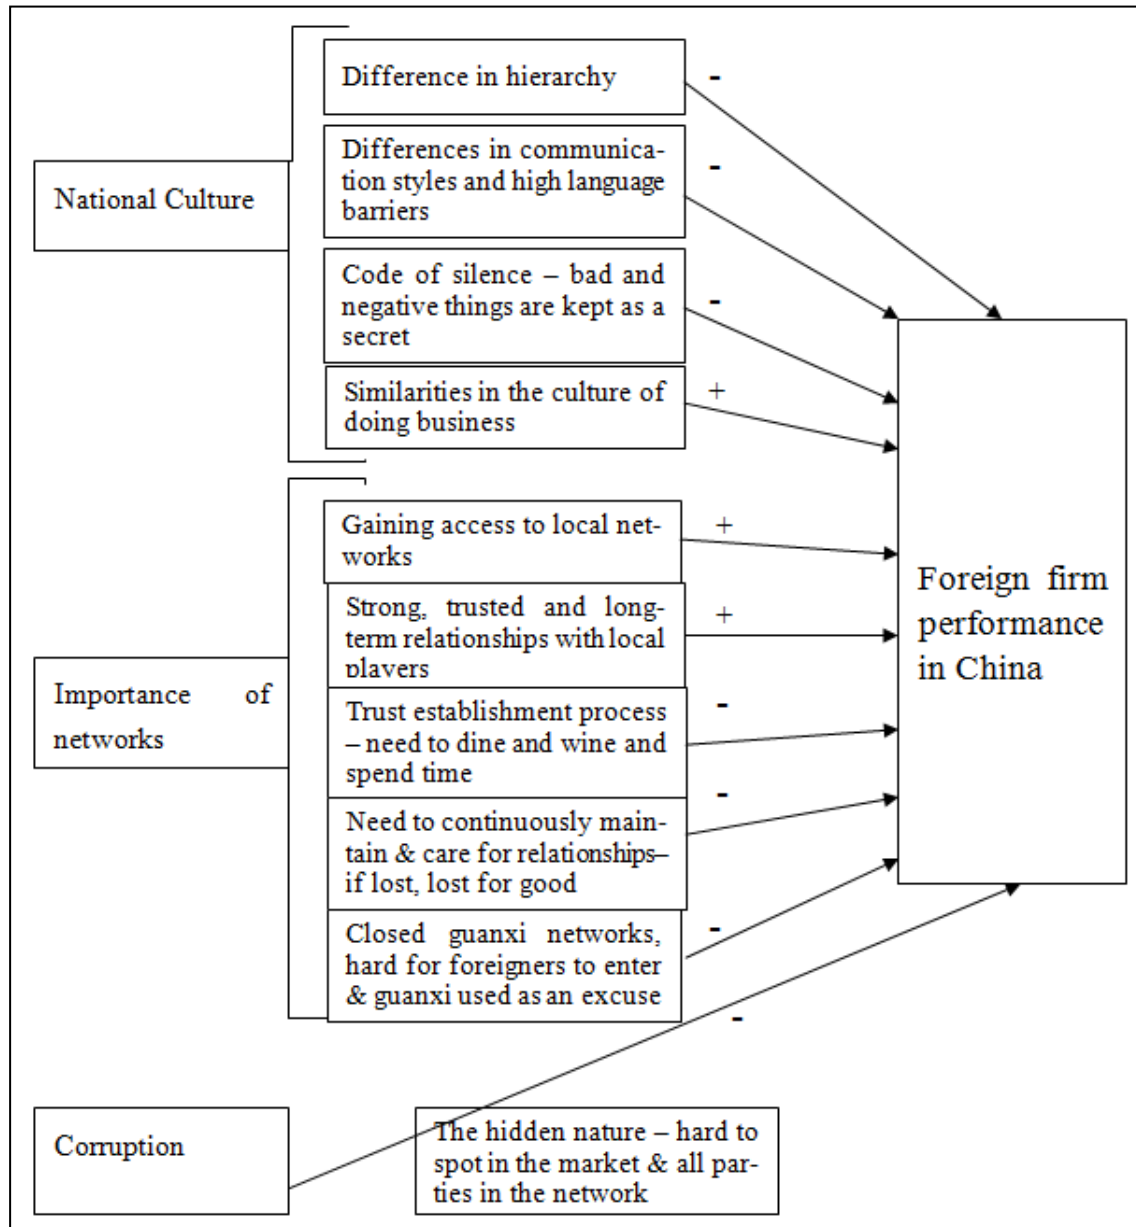 Difference in hierarchy
-
Differences in communica-
tion styles and high language
barriers
-
National Culture
Code of silence – bad and
negative things are kept as a
secret
-
Similarities in the culture of
doing business
+
Gaining access to local net-
works
+
Strong, trusted and long-
term relationships with local
players
+
Foreign firm
performance
in China
Importance of
networks
Trust establishment process
– need to dine and wine and
spend time
-
Need to continuously main-
tain & care for relationships–
if lost, lost for good
-
Closed guanxi networks,
hard for foreigners to enter
& guanxi used as an excuse
-
-
Corruption
The hidden nature – hard to
spot in the market & all par-
ties in the network